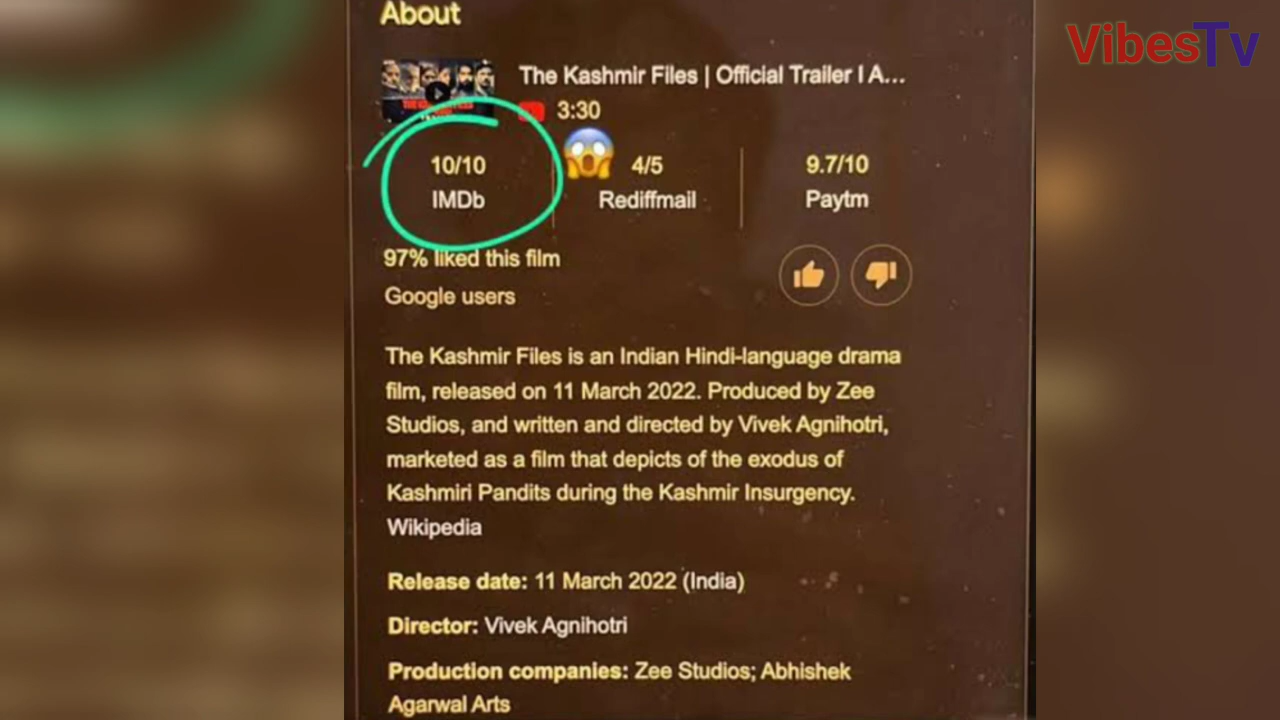 About
VibesTv
The Kashmir Files | Official Trailer I A...
3:30
10/10 4/5 9.7/10
IMDb Rediffmail Paytm
97% liked this film
Google users
The Kashmir Files is an Indian Hindi-language drama
film, released on 11 March 2022. Produced by Zee
Studios, and written and directed by Vivek Agnihotri,
marketed as a film that depicts of the exodus of
Kashmiri Pandits during the Kashmir Insurgency.
Wikipedia
Release date: 11 March 2022 (India)
Director: Vivek Agnihotri
Production companies: Zee Studios; Abhishek
Agarwal Arts